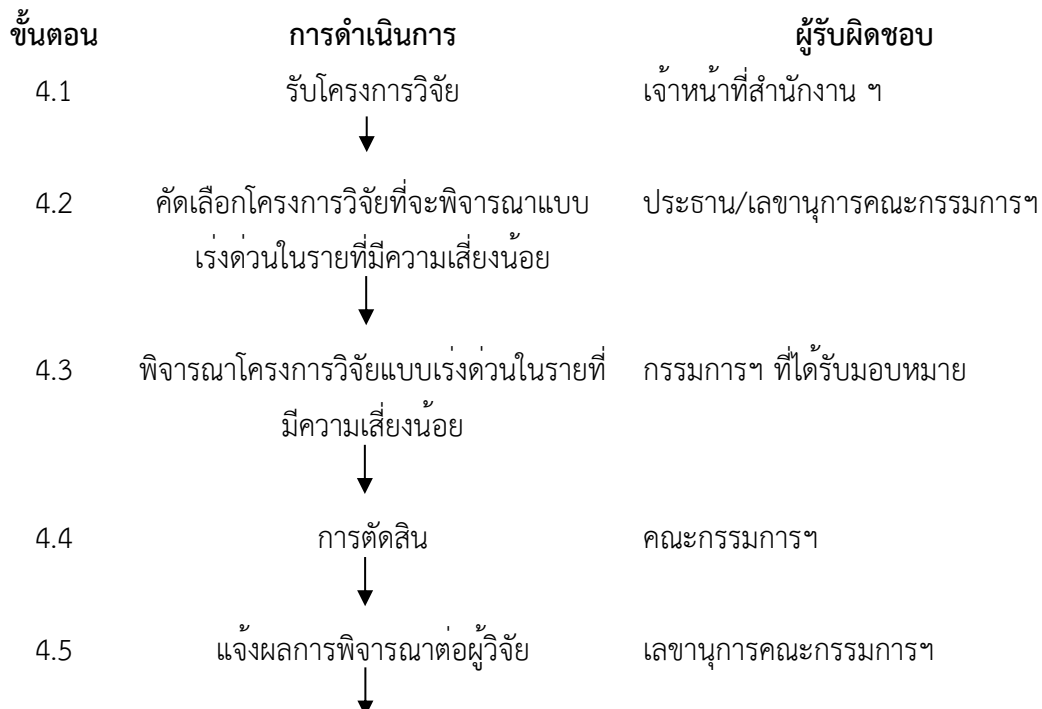 ขั้นตอน การดำเนินการ ผู้รับผิดชอบ
4.1 รับโครงการวิจัย เจ้าหน้าที่สำนักงาน ฯ
4.2 คัดเลือกโครงการวิจัยที่จะพิจารณาแบบ ประธาน/เลขานุการคณะกรรมการฯ
เร่งด่วนในรายที่มีความเสี่ยงน้อย
4.3 พิจารณาโครงการวิจัยแบบเร่งด่วนในรายที่ กรรมการฯ ที่ได้รับมอบหมาย
มีความเสี่ยงน้อย
4.4 การตัดสิน คณะกรรมการฯ
4.5 แจ้งผลการพิจารณาต่อผู้วิจัย เลขานุการคณะกรรมการฯ